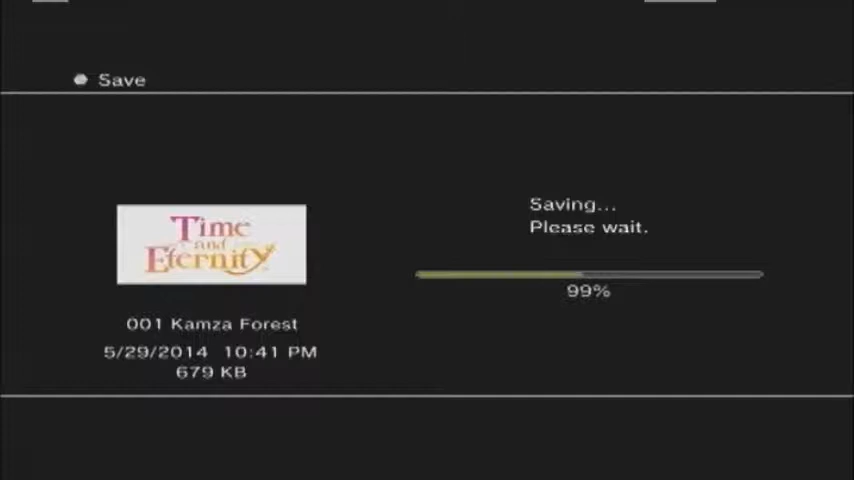 Save
Saving...
Please wait.
Time
and
Eternity
99%
001 Kamza Forest
5/29/2014 10:41 PM
679 KB